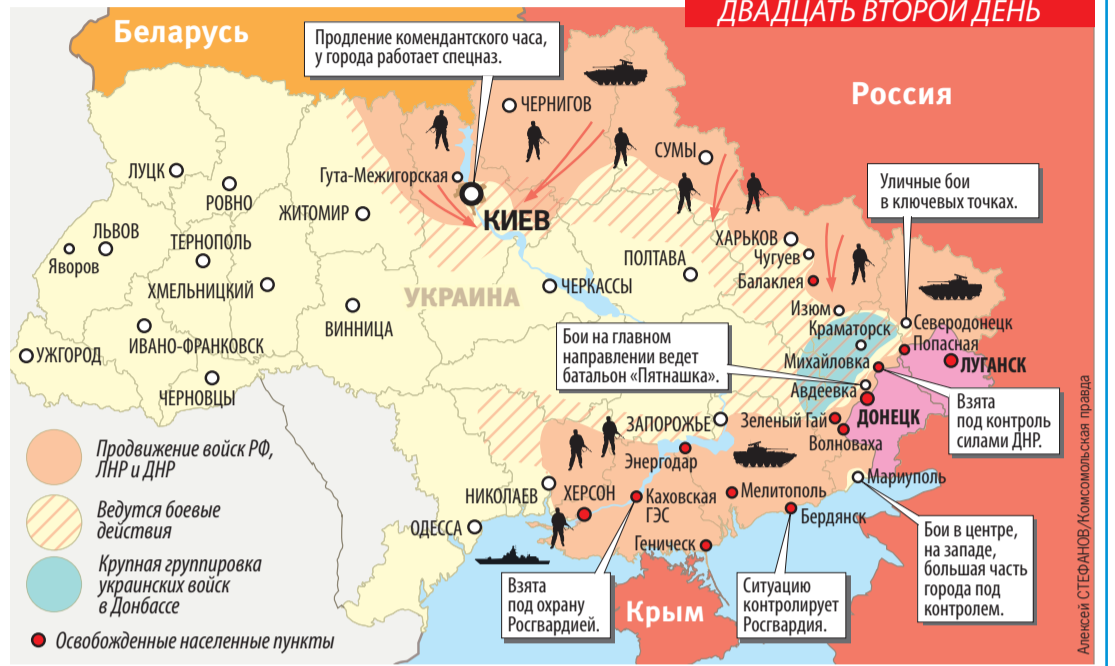 ДВАДЦАТЬ ВТОРОЙ ДЕНЬ
Беларусь
Продление комендантского часа,
у города работает спецназ.
Россия
ЧЕРНИГОВ
СУМЫ
ЛУЦК
РОВНО
Гута-Межигорская
КИЕВ
ЖИТОМИР
Уличные бои
в ключевых точках.
ЛЬВОВ
Яворов
ТЕРНОПОЛЬ
ХМЕЛЬНИЦКИЙ
ПОЛТАВА
ХАРЬКОВ
Чугуев
Балаклея
УКРАИНА
ЧЕРКАССЫ
ВИННИЦА
Изюм
Краматорск
Северодонецк
Попасная
УЖГОРОД
ИВАНО-ФРАНКОВСК
ЧЕРНОВЦЫ
Бои на главном
направлении ведет
батальон «Пятнашка».
Михайловка
ЛУГАНСК
Авдеевка
ДОНЕЦК
Взята
под контроль
силами ДНР.
ЗАПОРОЖЬЕ
Зеленый Гай
Волноваха
Энергодар
Мариуполь
НИКОЛАЕВ
ХЕРСОН
Каховская
ГЭС
Мелитополь
Бердянск
ОДЕССА
Геническ
Взята
под охрану
Росгвардией.
Крым
Ситуацию
контролирует
Росгвардия.
Бои в центре,
на западе,
большая часть
города под
контролем.
Продвижение войск РФ,
ЛНР и ДНР
Ведутся боевые
действия
Крупная группировка
украинских войск
в Донбассе
Освобожденные населенные пункты
Алексей СТЕФАНОВ/Комсомольская правда